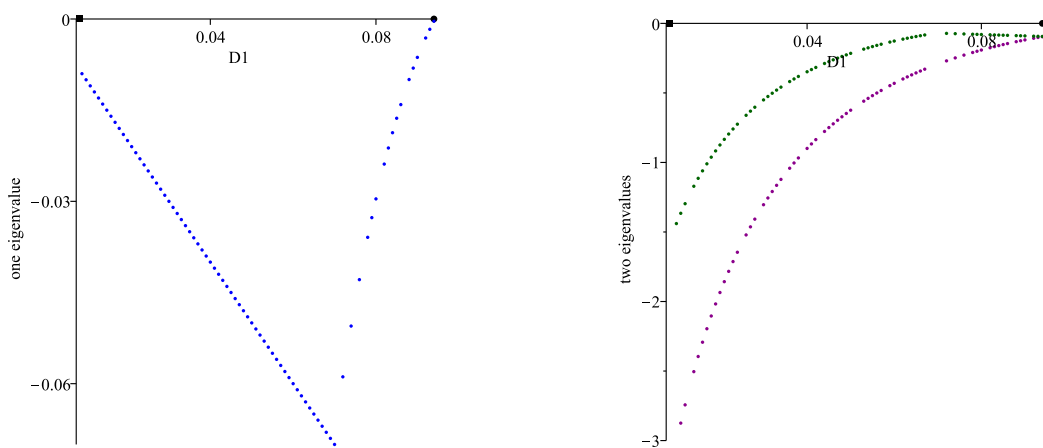 0
0.04
0.08
D1
−0.03
−0.06
one eigenvalue
0
0.04
0.08
D1
−1
−2
−3
two eigenvalues